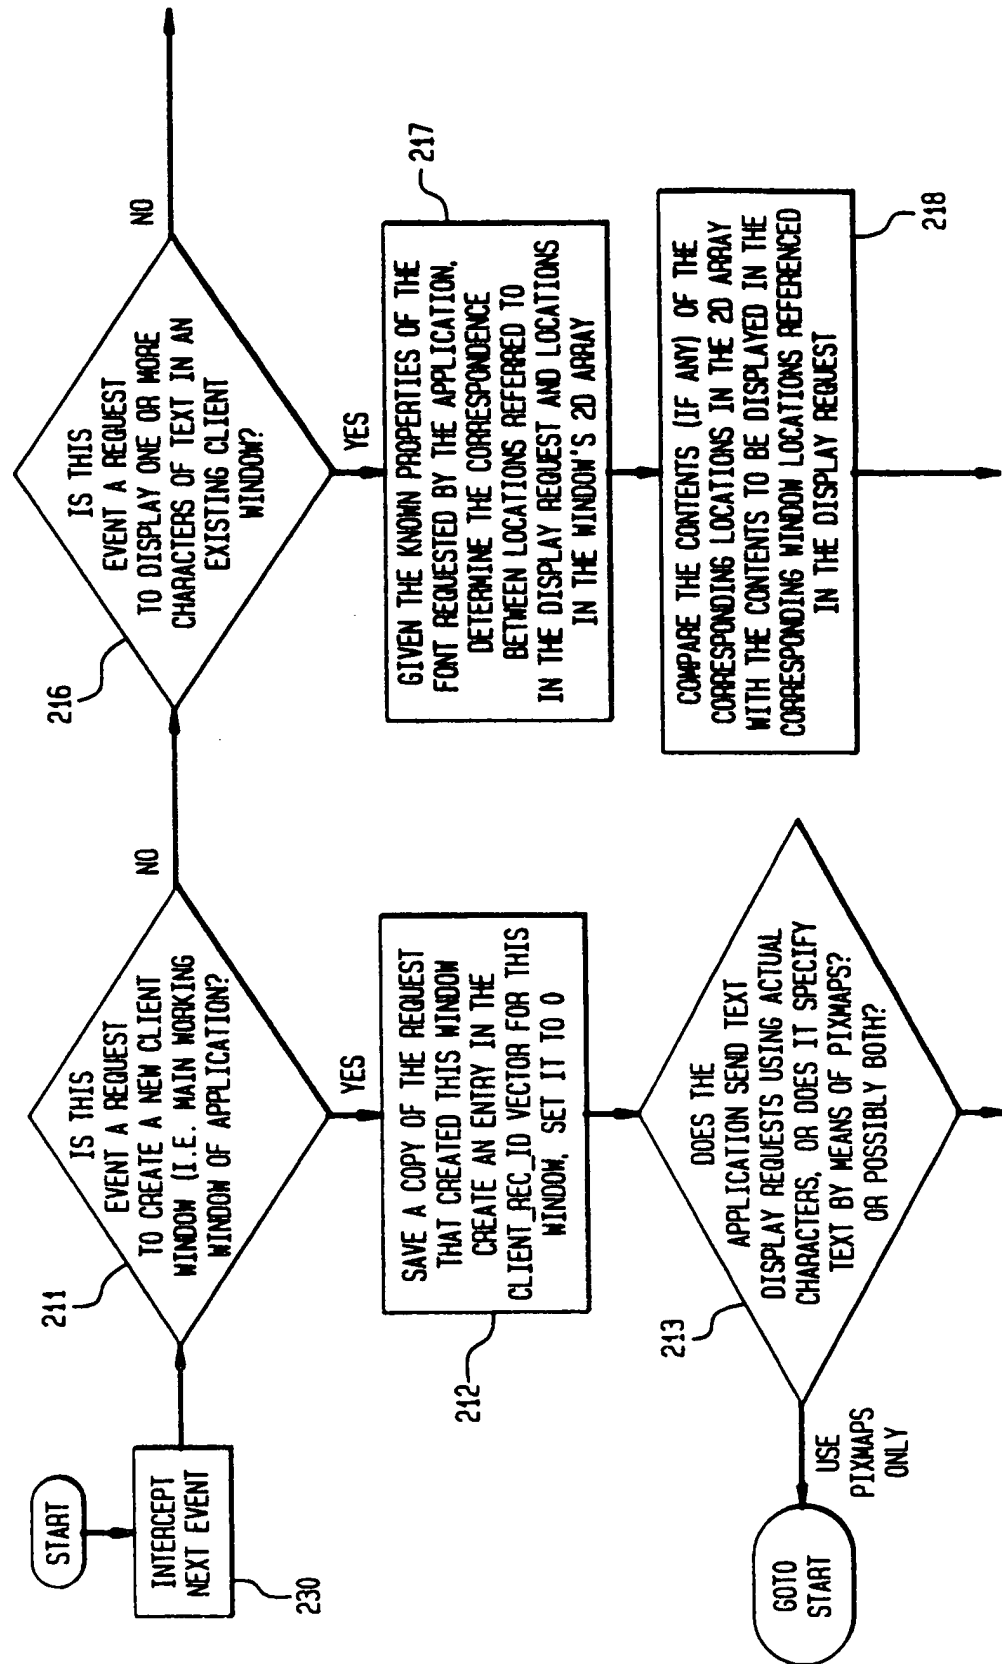 START
INTERCEPT
NEXT EVENT
230
IS THIS
EVENT A REQUEST
TO CREATE A NEW CLIENT
WINDOW (I.E. MAIN WORKING
WINDOW OF APPLICATION?
211
NO
YES
SAVE A COPY OF THE REQUEST
THAT CREATED THIS WINDOW
CREATE AN ENTRY IN THE
CLIENT_REC_ID VECTOR FOR THIS
WINDOW, SET IT TO 0
212
DOES THE
APPLICATION SEND TEXT
DISPLAY REQUESTS USING ACTUAL
CHARACTERS, OR DOES IT SPECIFY
TEXT BY MEANS OF PIXMAPS?
OR POSSIBLY BOTH?
213
USE
PIXMAPS
ONLY
GOTO
START
IS THIS
EVENT A REQUEST
TO DISPLAY ONE OR MORE
CHARACTERS OF TEXT IN AN
EXISTING CLIENT
WINDOW?
216
NO
YES
GIVEN THE KNOWN PROPERTIES OF THE
FONT REQUESTED BY THE APPLICATION,
DETERMINE THE CORRESPONDENCE
BETWEEN LOCATIONS REFERRED TO
IN THE DISPLAY REQUEST AND LOCATIONS
IN THE WINDOW'S 2D ARRAY
217
COMPARE THE CONTENTS (IF ANY) OF THE
CORRESPONDING LOCATIONS IN THE 2D ARRAY
WITH THE CONTENTS TO BE DISPLAYED IN THE
CORRESPONDING WINDOW LOCATIONS REFERENCED
IN THE DISPLAY REQUEST
218